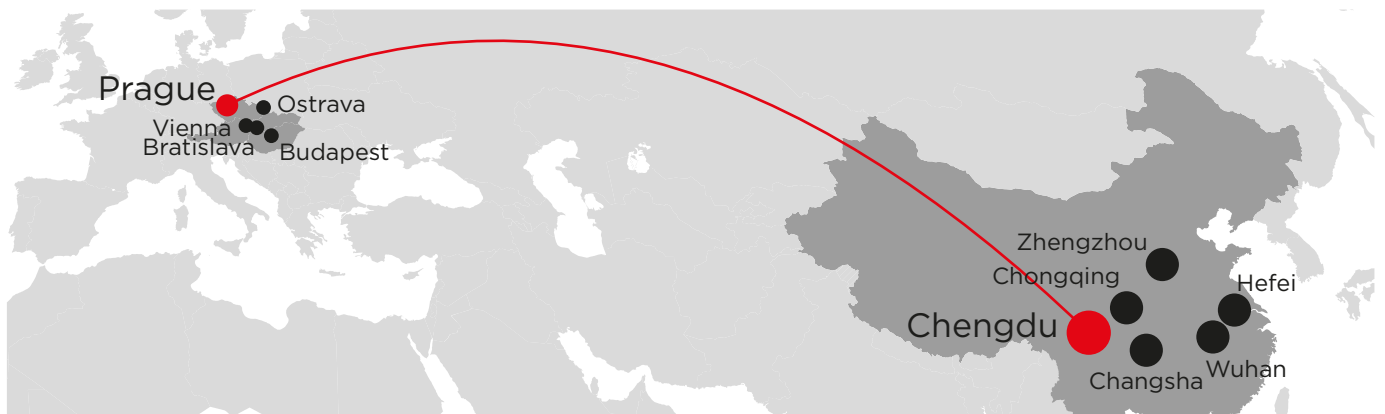 Prague
Ostrava
Vienna
Bratislava
Budapest
Zhengzhou
Chongqing
Hefei
Chengdu
Wuhan
Changsha